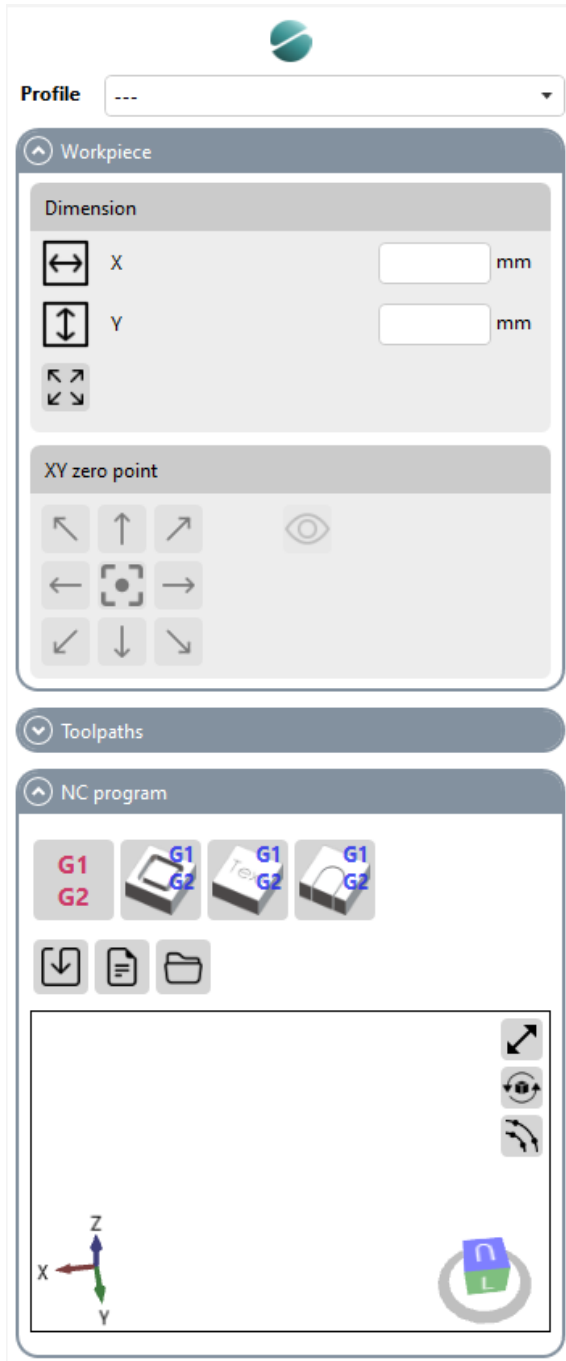 Profile ---
Workpiece
Dimension
X mm
Y mm
XY zero point
Toolpaths
NC program
G1 G1 G1 G1
G2 G2 Tex G2 G2
Z
X
Y
U
L